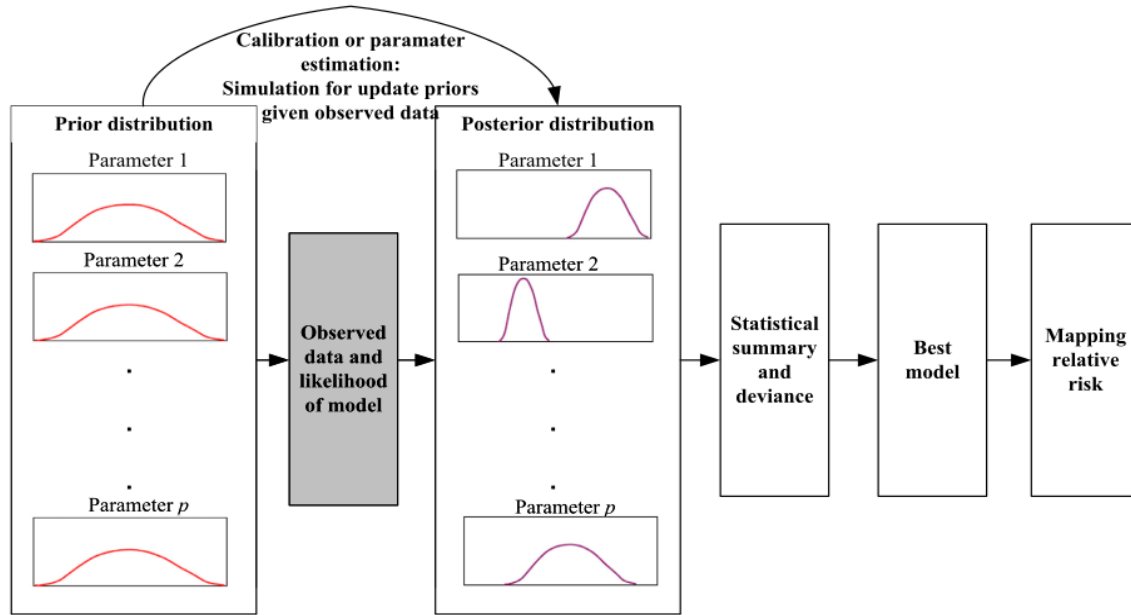 Calibration or paramater
estimation:
Simulation for update priors
given observed data
Prior distribution
Parameter 1
Parameter 2
.
.
.
Parameter p
Observed
data and
likelihood
of model
Posterior distribution
Parameter 1
Parameter 2
.
.
.
Parameter p
Statistical
summary
and
deviance
Best
model
Mapping
relative
risk